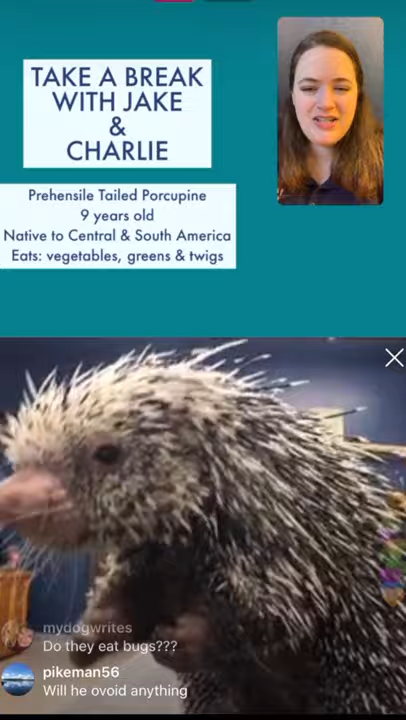 TAKE A BREAK
WITH JAKE
&
CHARLIE
Prehensile Tailed Porcupine
9 years old
Native to Central & South America
Eats: vegetables, greens & twigs
mydogwrites
Do they eat bugs???
pikeman56
Will he ovoid anything